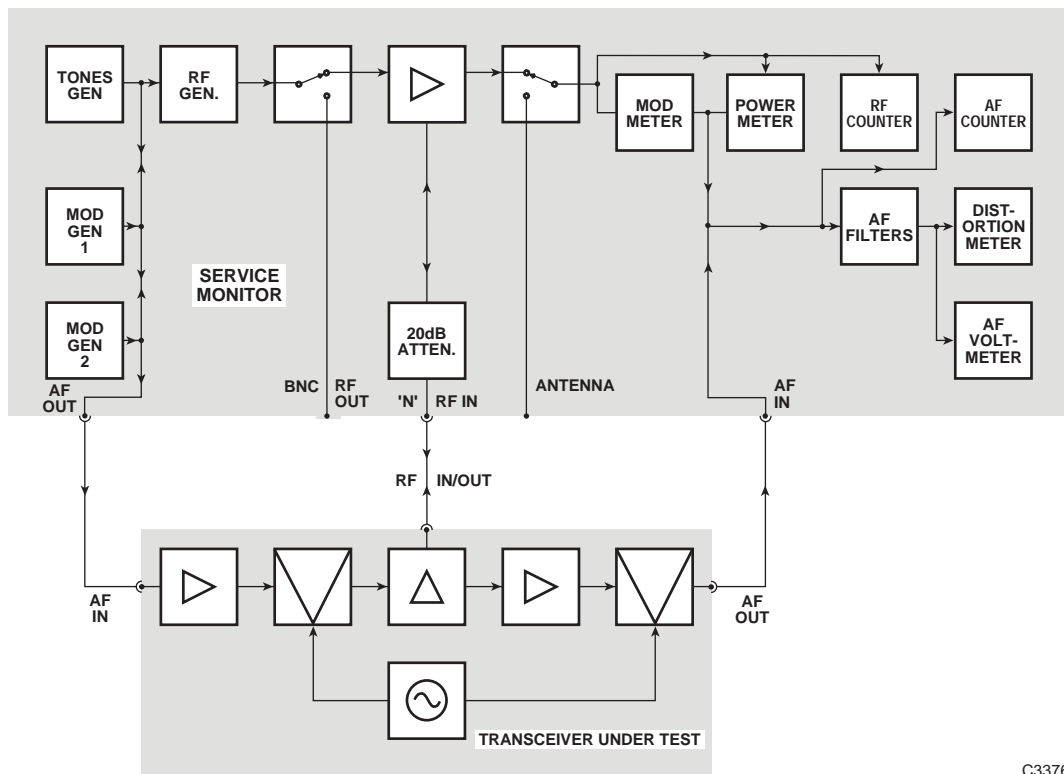 TONES
GEN
RF
GEN.
MOD
METER
POWER
METER
RF
COUNTER
AF
COUNTER
MOD
GEN
1
AF
FILTERS
DIST-
ORTION
METER
SERVICE
MONITOR
MOD
GEN
2
20dB
ATTEN.
AF
VOLT-
METER
AF
OUT
BNC
RF
OUT
'N'
RF IN
ANTENNA
AF
IN
RF
IN/OUT
AF
IN
AF
OUT
TRANSCEIVER UNDER TEST
C3376